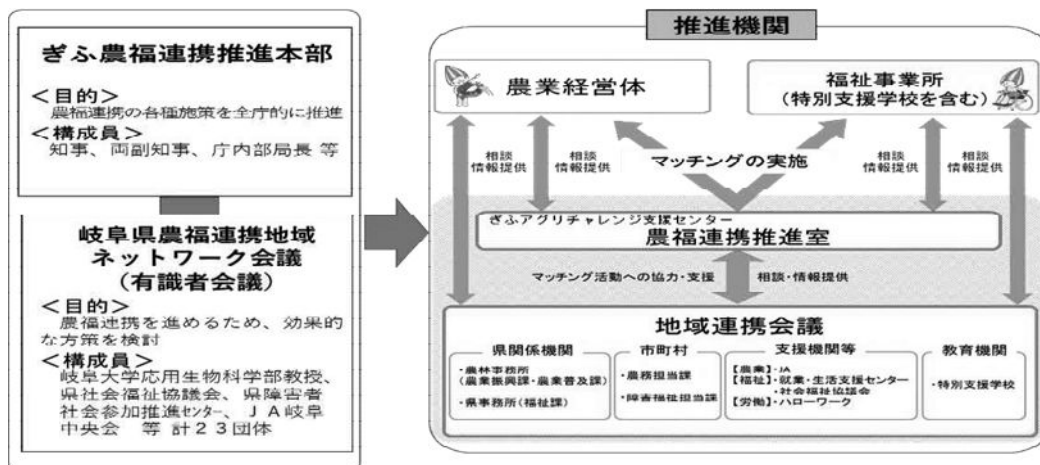 ぎふ農福連携推進本部
＜目的＞
農福連携の各種施策を全庁的に推進
＜構成員＞
知事、両副知事、庁内部局長 等
岐阜県農福連携地域
ネットワーク会議
(有識者会議)
＜目的＞
農福連携を進めるため、効果的
な方策を検討
＜構成員＞
岐阜大学応用生物科学部教授、
県社会福祉協議会、県障害者
社会参加推進センター、ＪＡ岐阜
中央会 等 計２３団体
推進機関
農業経営体
福祉事業所
(特別支援学校を含む)
相談
情報提供
相談
情報提供
マッチングの実施
相談
情報提供
相談
情報提供
ぎふアグリチャレンジ支援センター
農福連携推進室
マッチング活動への協力・支援
相談・情報提供
地域連携会議
県関係機関
・農林事務所
(農業振興課・農業普及課)
・県事務所(福祉課)
市町村
・農務担当課
・障害福祉担当課
支援機関等
【農業】・JA
【福祉】・就業・生活支援センター
・社会福祉協議会
【労働】・ハローワーク
教育機関
・特別支援学校